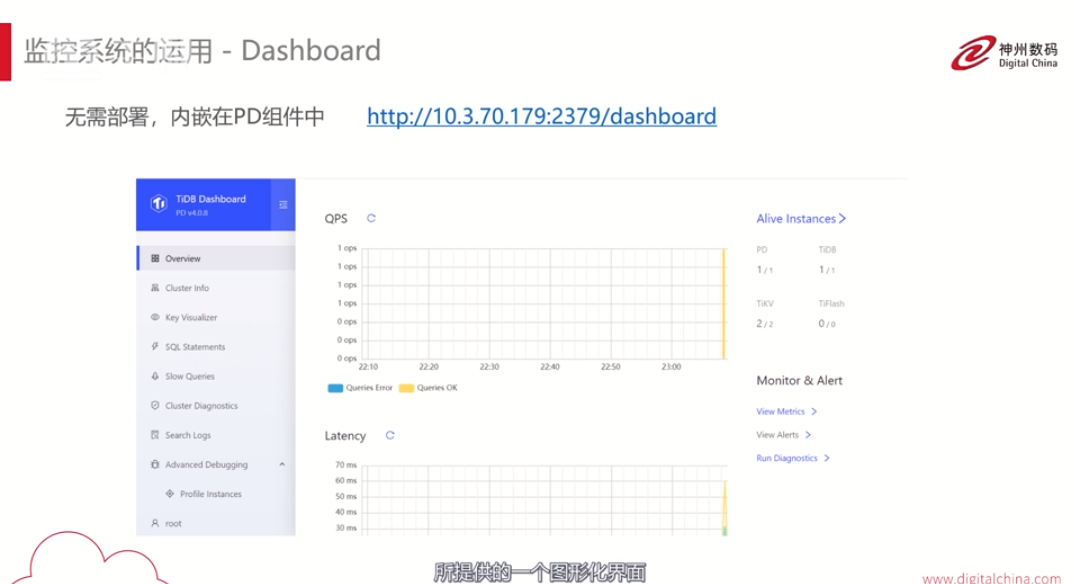 监控系统的运用 - Dashboard
神州数码
Digital China
无需部署，内嵌在PD组件中
http://10.3.70.179:2379/dashboard
TiDB Dashboard
PD v4.0.8
Overview
Cluster Info
Key Visualizer
SQL Statements
Slow Queries
Cluster Diagnostics
Search Logs
Advanced Debugging
Profile Instances
root
QPS
1 ops
1 ops
1 ops
1 ops
0 ops
0 ops
0 ops
22:10 22:20 22:30 22:40 22:50 23:00
Queries Error Queries OK
Latency
70 ms
60 ms
50 ms
40 ms
30 ms
Alive Instances
PD TiDB
1 / 1 1 / 1
TiKV TiFlash
2 / 2 0 / 0
Monitor & Alert
View Metrics
View Alerts
Run Diagnostics
所提供的一个图形化界面
www.digitalchina.com